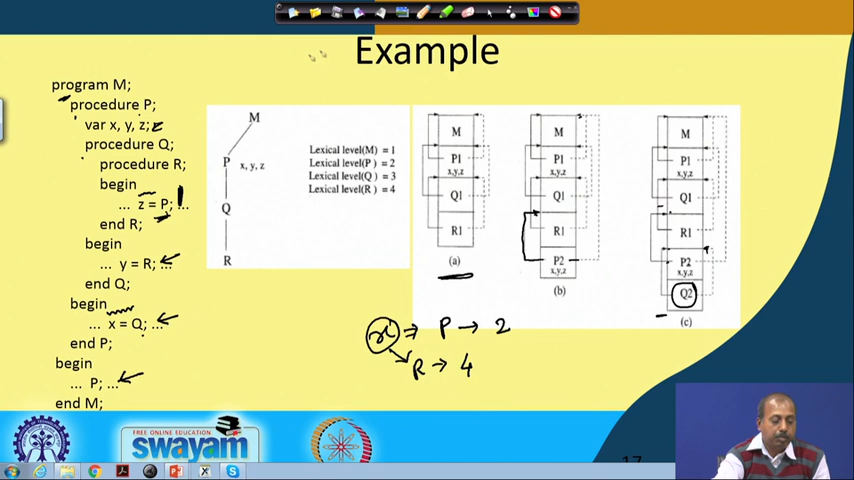 Example
program M;
procedure P;
var x, y, z;
procedure Q;
procedure R;
begin
... z = P; ...
end R;
begin
... y = R; ...
end Q;
begin
... x = Q; ...
end P;
begin
... P; ...
end M;
M
P x, y, z
Q
R
Lexical level(M) = 1
Lexical level(P) = 2
Lexical level(Q) = 3
Lexical level(R) = 4
M
P1
x,y,z
Q1
R1
(a)
M
P1
x,y,z
Q1
R1
P2
x,y,z
(b)
M
P1
x,y,z
Q1
R1
P2
x,y,z
Q2
(c)
P → 2
R → 4
FREE ONLINE EDUCATION
swayam
17